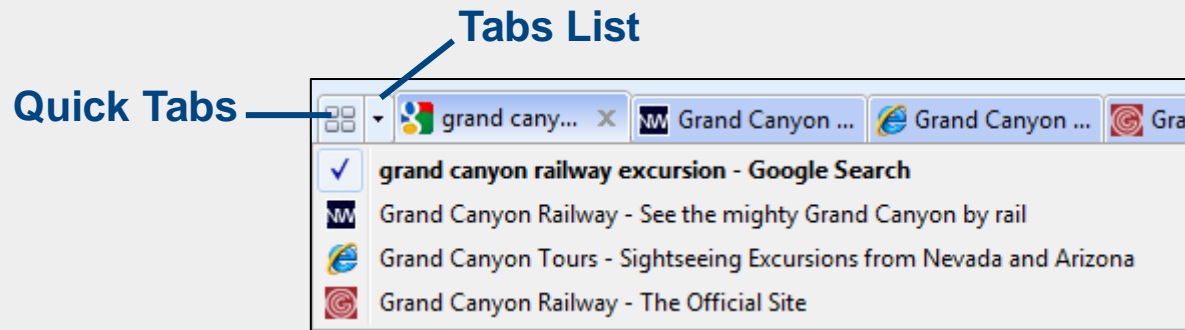 Tabs List
Quick Tabs
grand cany... x NW Grand Canyon ... Grand Canyon ... G Gra
grand canyon railway excursion - Google Search
NW Grand Canyon Railway - See the mighty Grand Canyon by rail
Grand Canyon Tours - Sightseeing Excursions from Nevada and Arizona
G Grand Canyon Railway - The Official Site